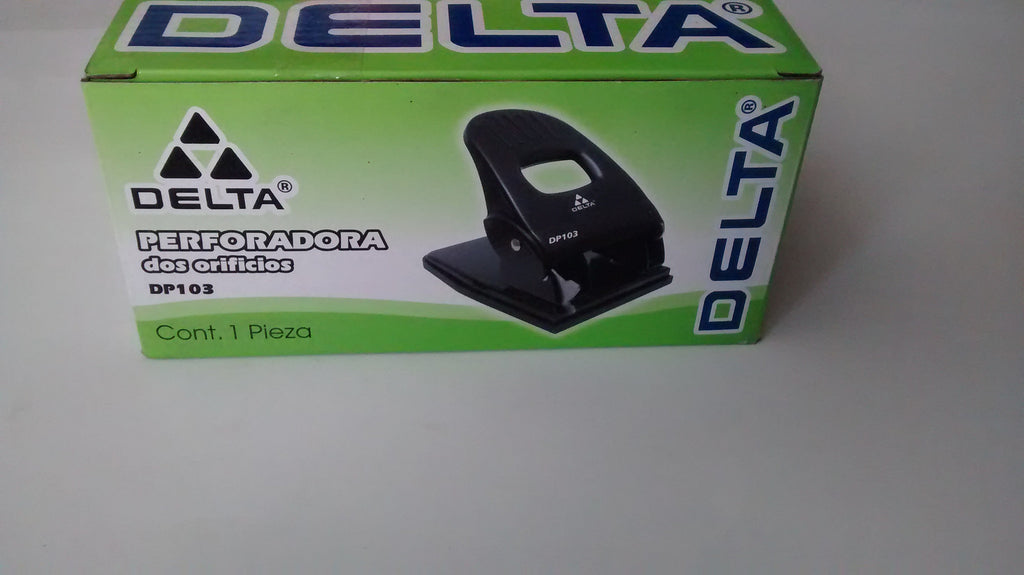 DELTA®
DELTA®
PERFORADORA
dos orificios
DP103
Cont. 1 Pieza
DELTA
DP103
DELTA®